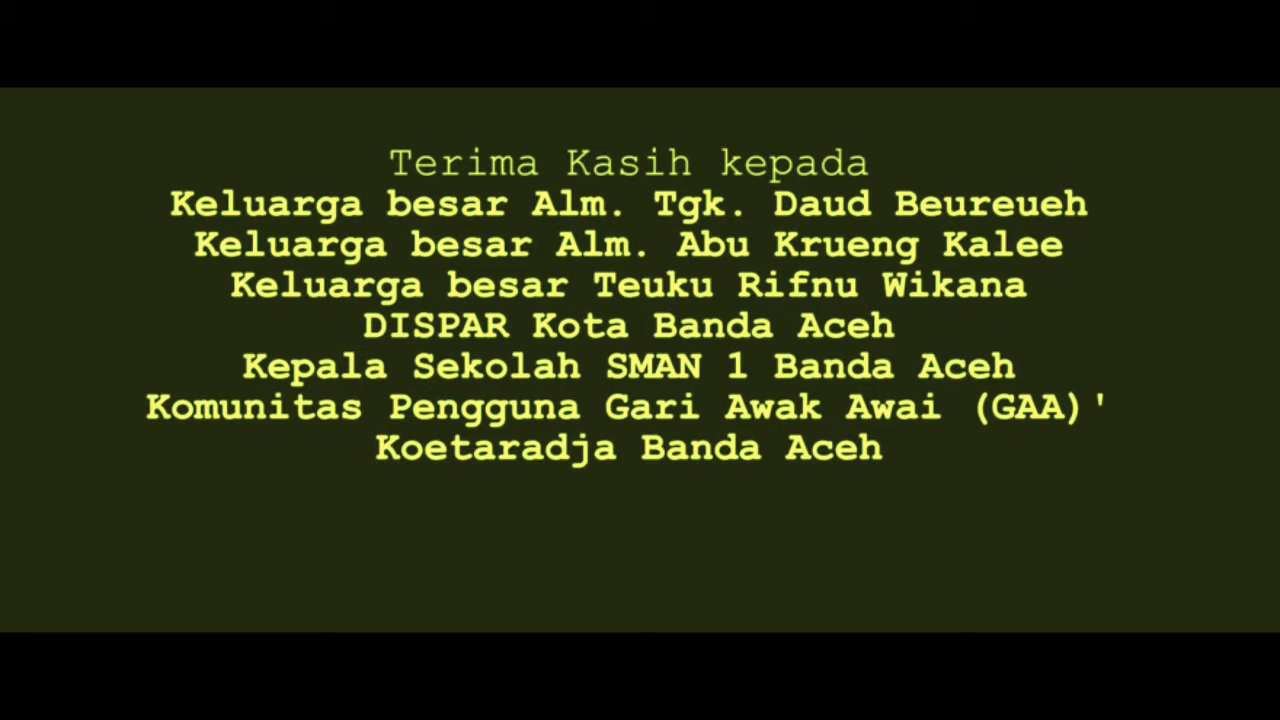 Terima Kasih kepada
Keluarga besar Alm. Tgk. Daud Beureueh
Keluarga besar Alm. Abu Krueng Kalee
Keluarga besar Teuku Rifnu Wikana
DISPAR Kota Banda Aceh
Kepala Sekolah SMAN 1 Banda Aceh
Komunitas Pengguna Gari Awak Awai (GAA)'
Koetaradja Banda Aceh